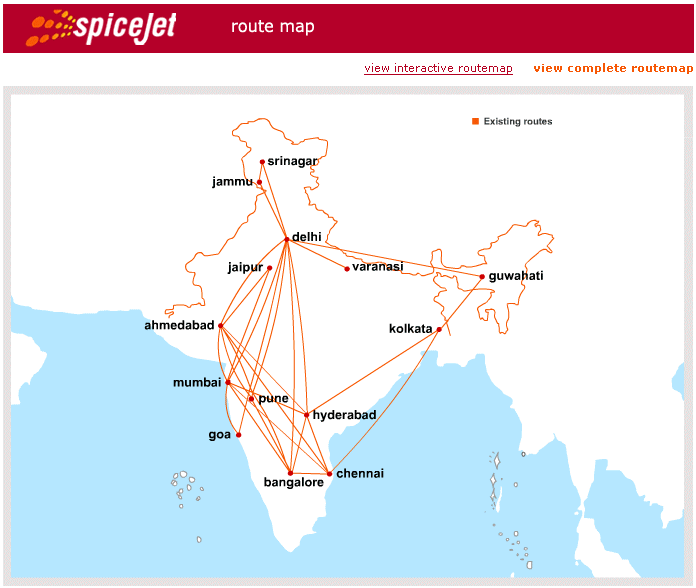 spicejet
route map
view interactive routemap
view complete routemap
Existing routes
srinagar
jammu
delhi
jaipur
varanasi
guwahati
ahmedabad
kolkata
mumbai
pune
hyderabad
goa
chennai
bangalore